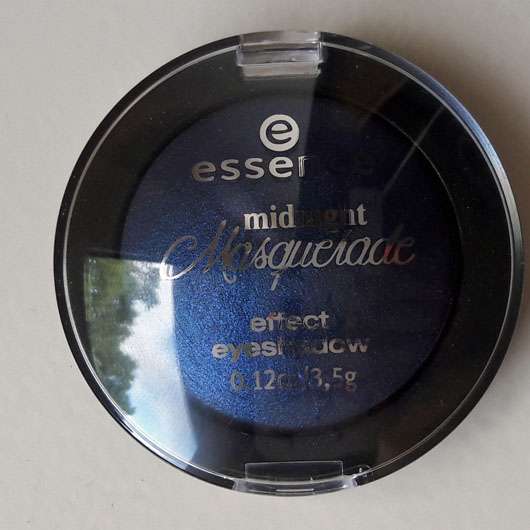 e
essence
midnight
Masquerade
effect
eyeshadow
0,12oz/3,5g